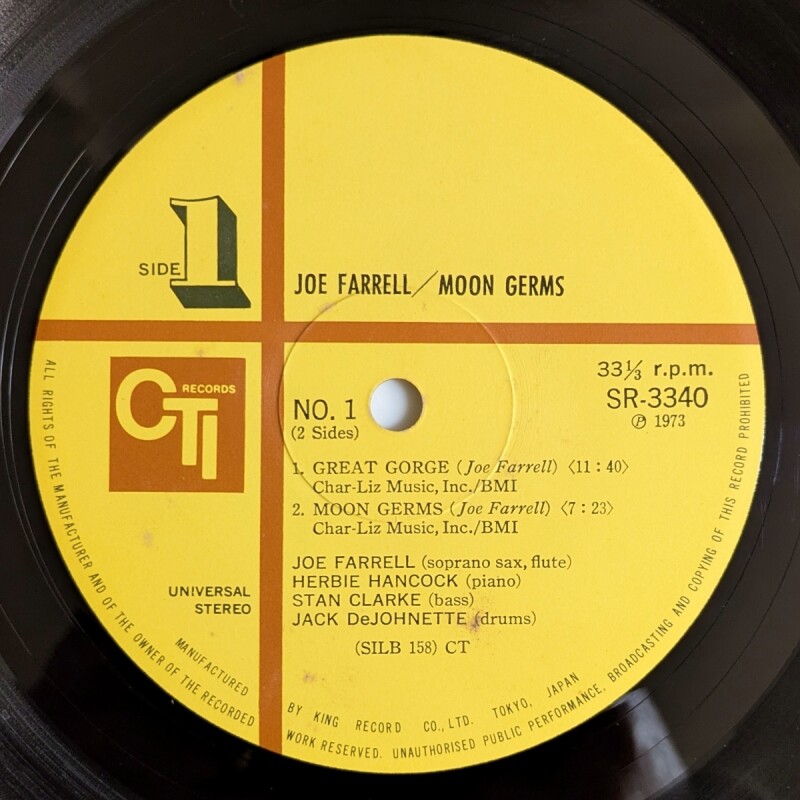 SIDE 1
JOE FARRELL／MOON GERMS
CTI RECORDS
33⅓ r.p.m.
NO. 1
SR-3340
(2 Sides)
Ⓟ 1973
1. GREAT GORGE (Joe Farrell) 〈11：40〉
Char-Liz Music, Inc./BMI
2. MOON GERMS (Joe Farrell) 〈7：23〉
Char-Liz Music, Inc./BMI
JOE FARRELL (soprano sax, flute)
HERBIE HANCOCK (piano)
STAN CLARKE (bass)
JACK DeJOHNETTE (drums)
(SILB 158) CT
UNIVERSAL
STEREO
MANUFACTURED BY KING RECORD CO., LTD. TOKYO, JAPAN
ALL RIGHTS OF THE MANUFACTURER AND OF THE OWNER OF THE RECORDED WORK RESERVED. UNAUTHORISED PUBLIC PERFORMANCE, BROADCASTING AND COPYING OF THIS RECORD PROHIBITED